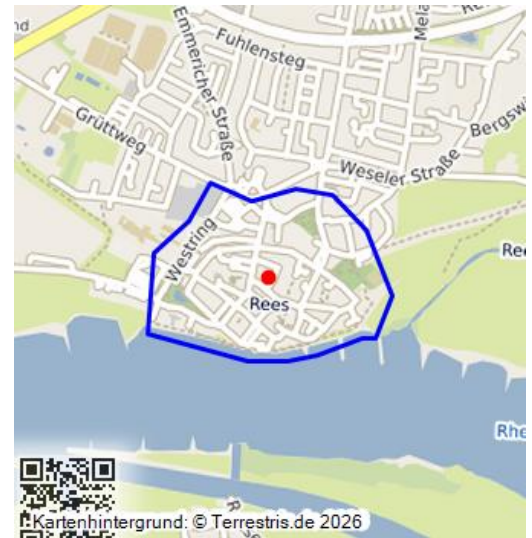 Fuhlensteg
Emmericher Straße
Grüttweg
Weseler Straße
Westring
Rees
Kartenhintergrund: © Terrestris.de 2026